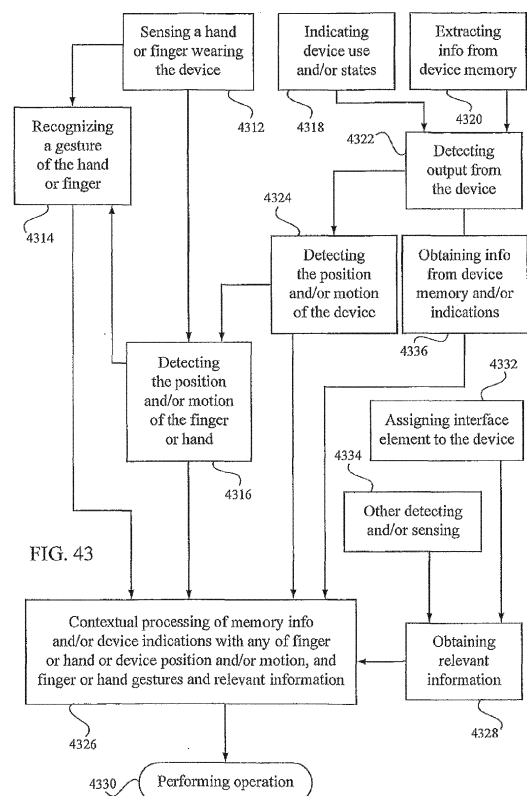 Sensing a hand
or finger wearing
the device
4312
Indicating
device use
and/or states
4318
Extracting
info from
device memory
4320
Recognizing
a gesture
of the hand
or finger
4314
4322
Detecting
output from
the device
4324
Detecting
the position
and/or motion
of the device
Obtaining info
from device
memory and/or
indications
4336
Detecting
the position
and/or motion
of the finger
or hand
4316
4332
Assigning interface
element to the device
4334
Other detecting
and/or sensing
FIG. 43
Contextual processing of memory info
and/or device indications with any of finger
or hand or device position and/or motion, and
finger or hand gestures and relevant information
4326
Obtaining
relevant
information
4328
4330
Performing operation